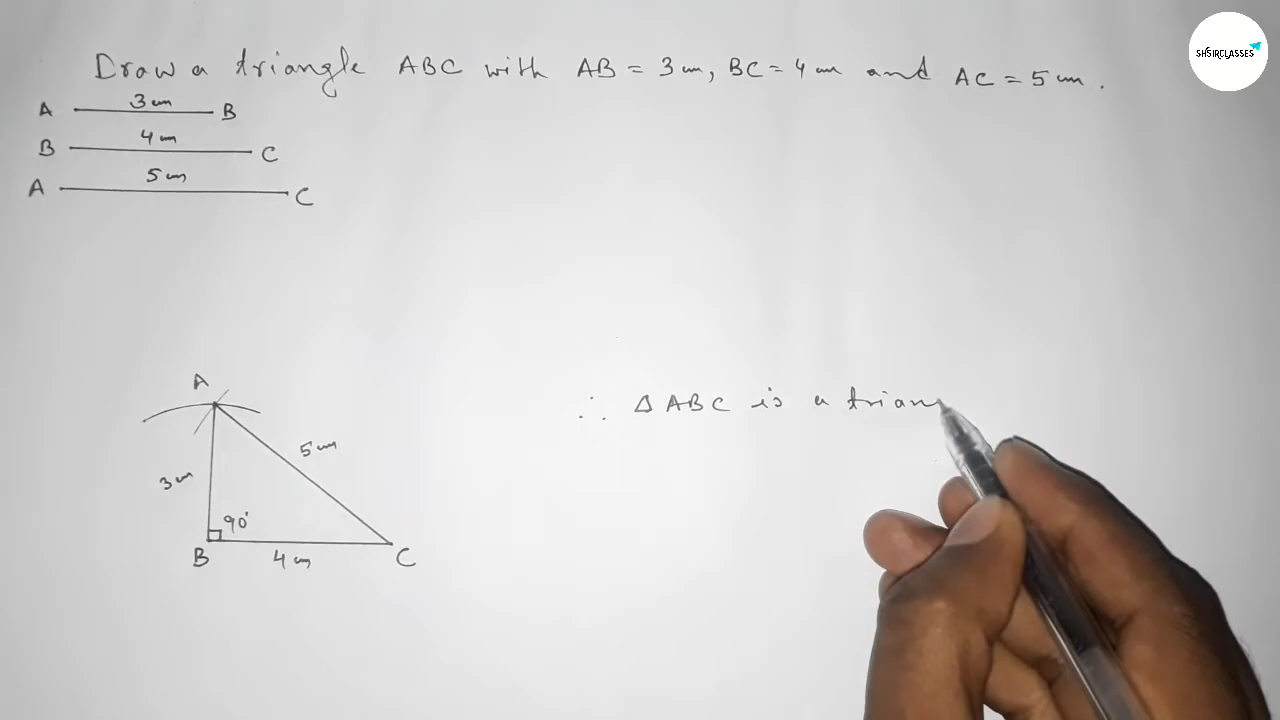 SHSIRCLASSES
Draw a triangle ABC with AB = 3 cm, BC = 4 cm and AC = 5 cm.
A 3 cm B
B 4 cm C
A 5 cm C
A
∴ Δ ABC is a trian
5 cm
3 cm
90°
B 4 cm C